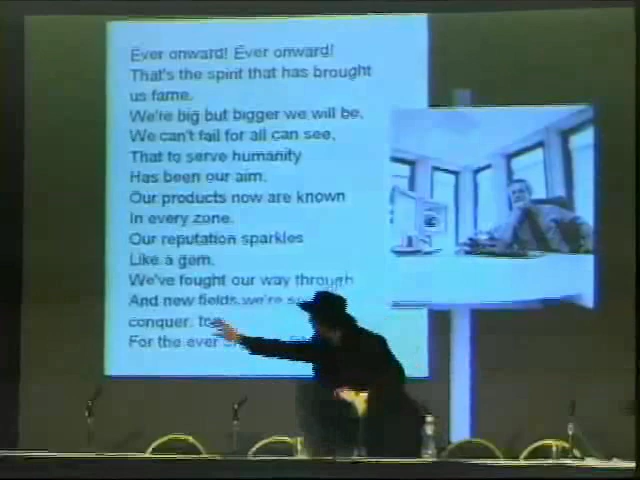 Ever onward! Ever onward!
That's the spirit that has brought
us fame.
We're big but bigger we will be,
We can't fail for all can see,
That to serve humanity
Has been our aim.
Our products now are known
In every zone.
Our reputation sparkles
Like a gem.
We've fought our way through
And new fields we're
conquer,
For the ever